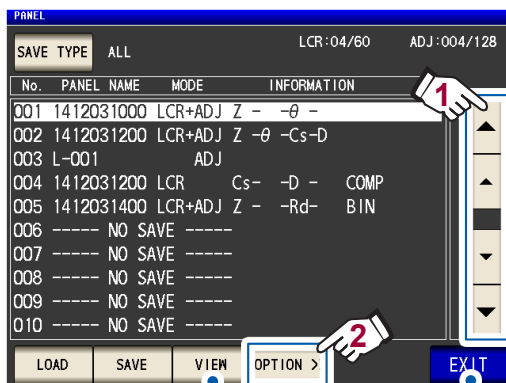 PANEL
SAVE TYPE ALL LCR:04/60 ADJ:004/128
No. PANEL NAME MODE INFORMATION
1
001 1412031000 LCR+ADJ Z - -θ -
002 1412031200 LCR+ADJ Z -θ -Cs-D
003 L-001 ADJ
004 1412031200 LCR Cs- -D - COMP
005 1412031400 LCR+ADJ Z - -Rd- BIN
006 ----- NO SAVE -----
007 ----- NO SAVE -----
008 ----- NO SAVE -----
009 ----- NO SAVE -----
010 ----- NO SAVE -----
2
LOAD SAVE VIEW OPTION > EXIT